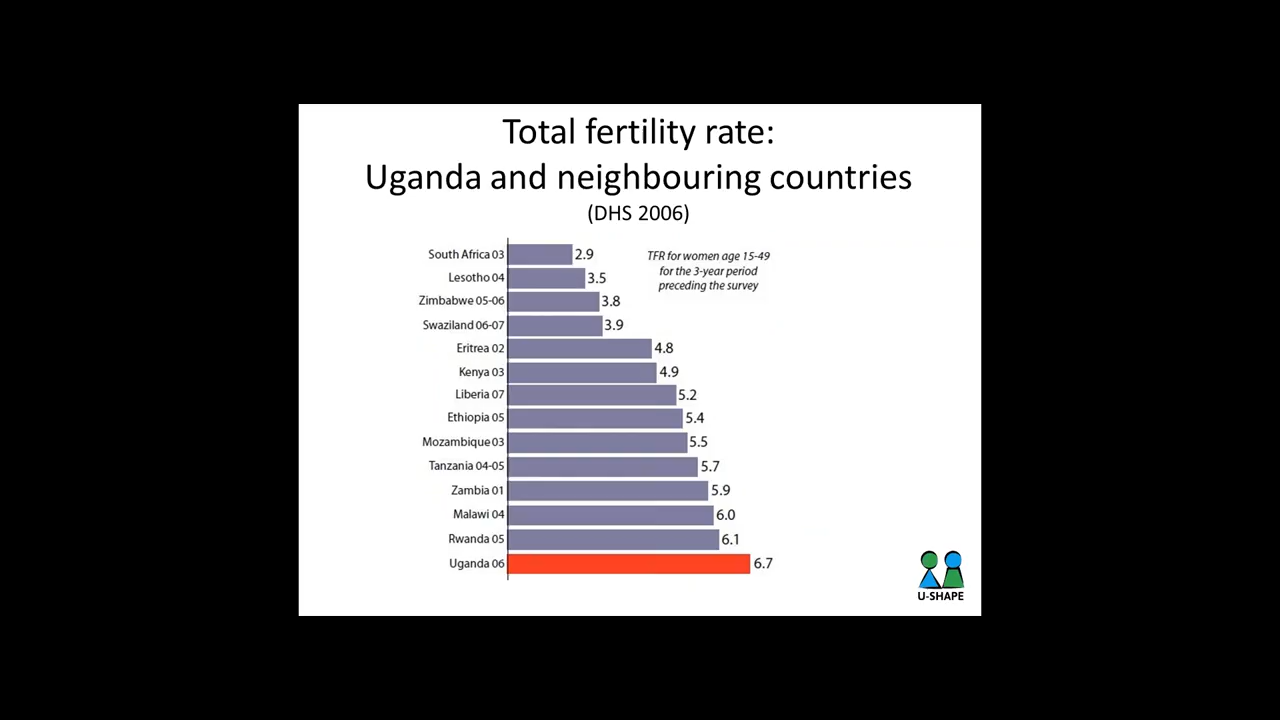 Total fertility rate:
Uganda and neighbouring countries
(DHS 2006)
TFR for women age 15-49
for the 3-year period
preceding the survey
South Africa 03 2.9
Lesotho 04 3.5
Zimbabwe 05-06 3.8
Swaziland 06-07 3.9
Eritrea 02 4.8
Kenya 03 4.9
Liberia 07 5.2
Ethiopia 05 5.4
Mozambique 03 5.5
Tanzania 04-05 5.7
Zambia 01 5.9
Malawi 04 6.0
Rwanda 05 6.1
Uganda 06 6.7
U-SHAPE